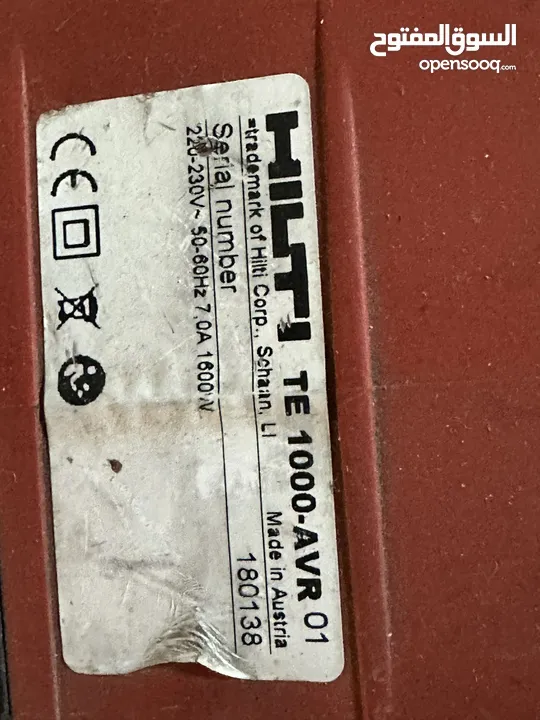 السوق المفتوح
opensooq.com
HILTI TE 1000-AVR 01
=trademark of Hilti Corp., Schaan, LI Made in Austria
Serial number 180138
220-230V~ 50-60Hz 7,0A 1600W
CE